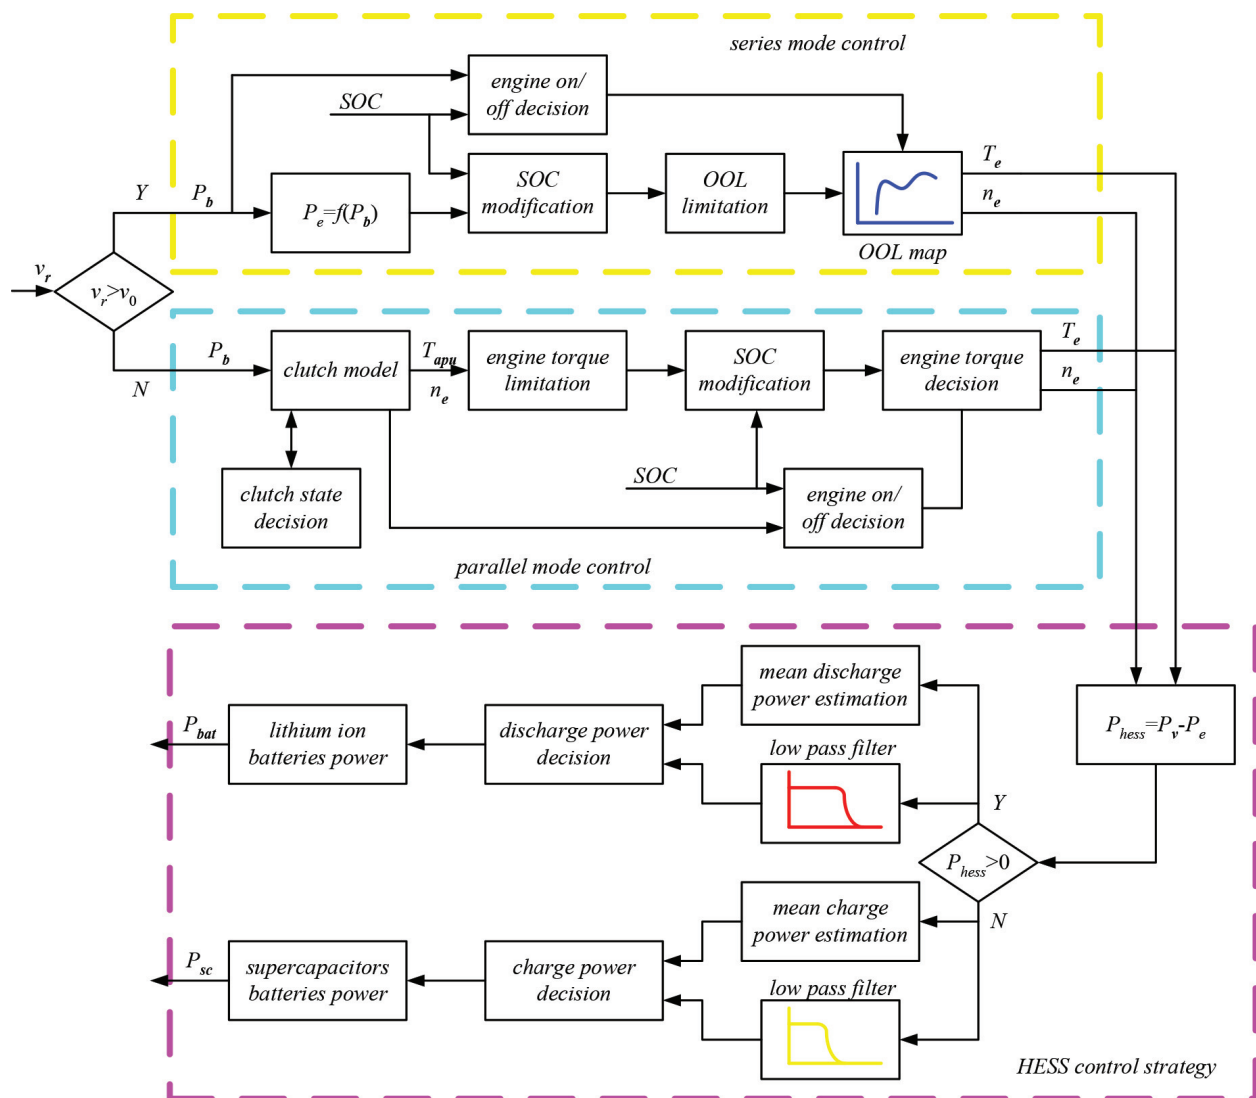 series mode control
engine on/
off decision
SOC
Y
P_b
P_e=f(P_b)
SOC
modification
OOL
limitation
OOL map
T_e
n_e
v_r
v_r>v_0
N
P_b
clutch model
T_apu
n_e
engine torque
limitation
SOC
modification
engine torque
decision
T_e
n_e
clutch state
decision
SOC
engine on/
off decision
parallel mode control
mean discharge
power estimation
P_bat
lithium ion
batteries power
discharge power
decision
low pass filter
Y
P_hess=P_v-P_e
P_hess>0
N
mean charge
power estimation
P_sc
supercapacitors
batteries power
charge power
decision
low pass filter
HESS control strategy